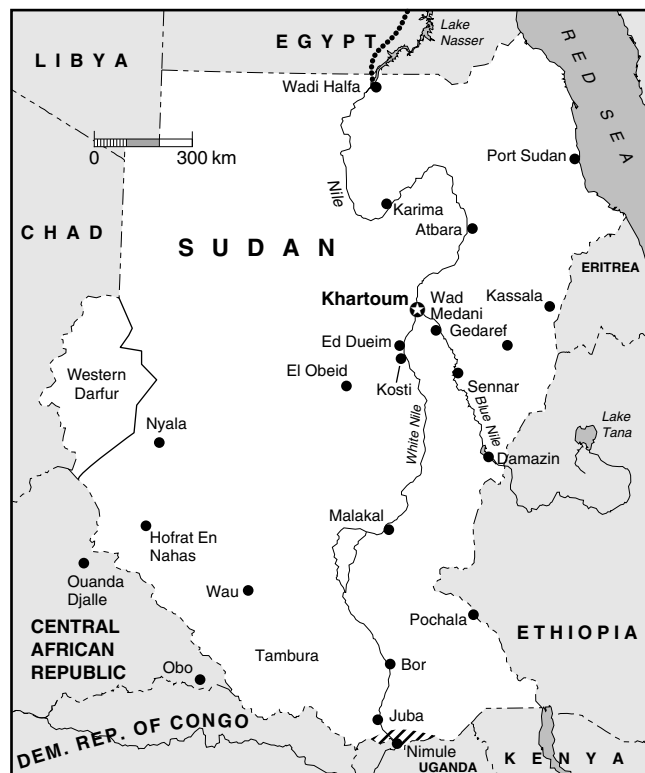 EGYPT
Lake
Nasser
LIBYA
RED SEA
Wadi Halfa
0 300 km
Port Sudan
Nile
Karima
Atbara
CHAD
SUDAN
ERITREA
Khartoum
Wad
Medani
Kassala
Gedaref
Ed Dueim
El Obeid
Kosti
Sennar
Western
Darfur
White Nile
Blue Nile
Lake
Tana
Nyala
Damazin
Malakal
Hofrat En
Nahas
Ouanda
Djalle
Wau
Pochala
CENTRAL
AFRICAN
REPUBLIC
ETHIOPIA
Tambura
Obo
Bor
Juba
DEM. REP. OF CONGO
Nimule
UGANDA
KENYA